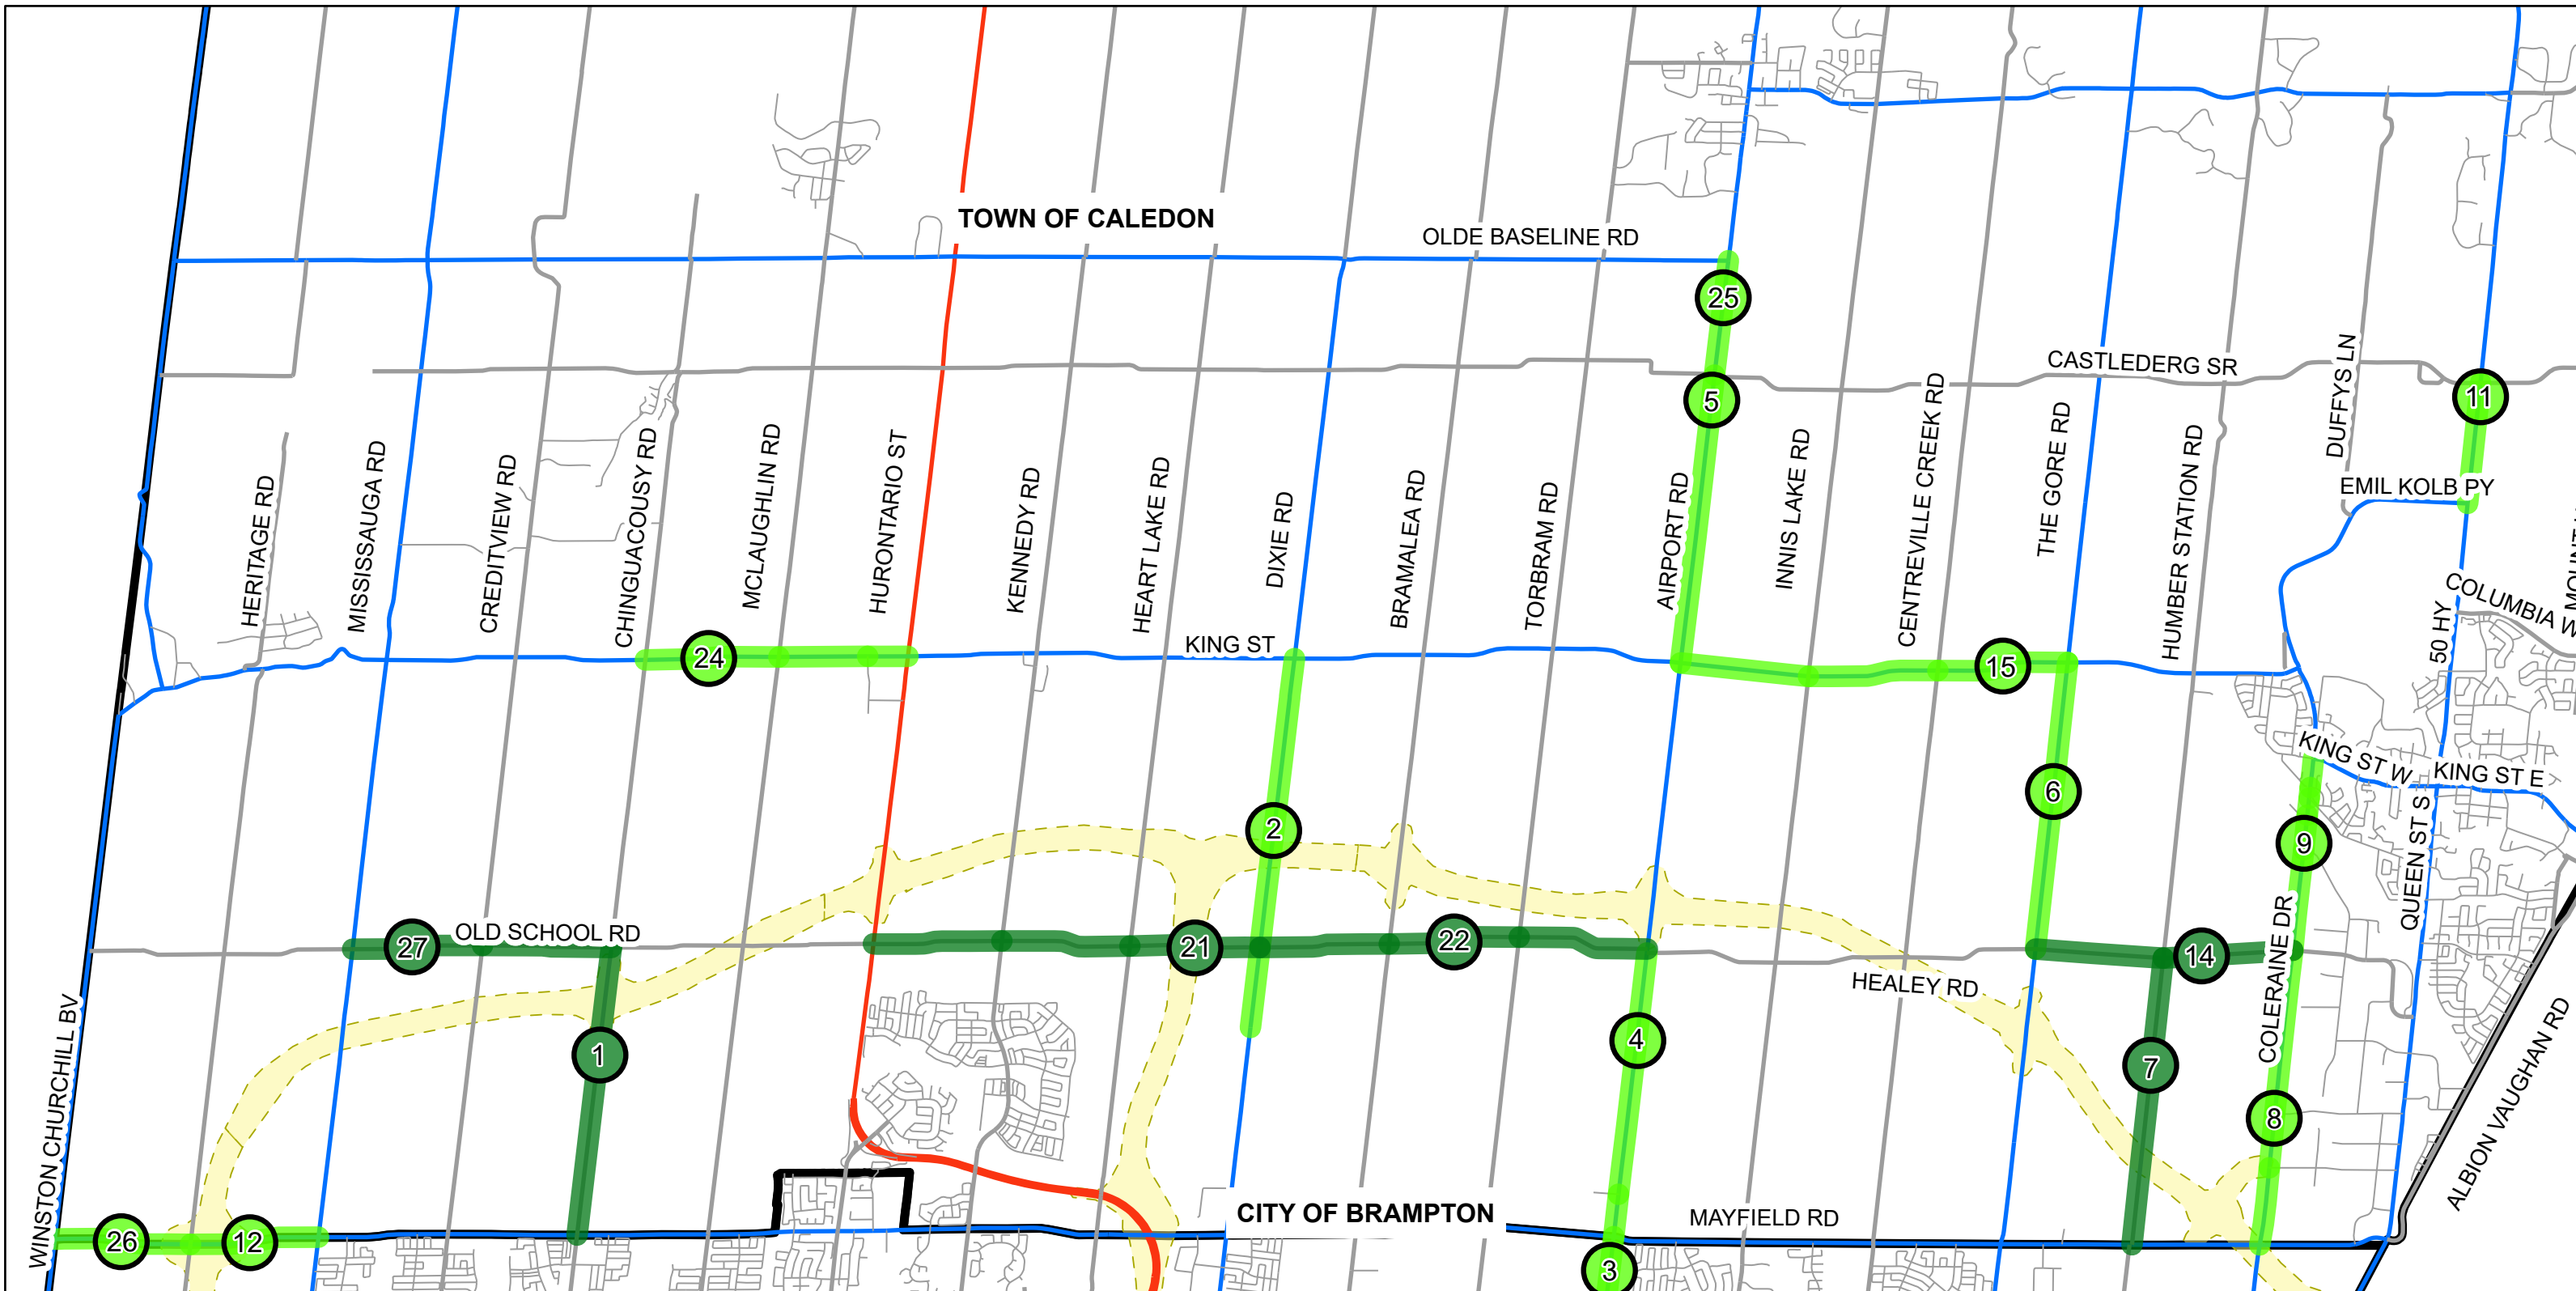 TOWN OF CALEDON
OLDE BASELINE RD
25
CASTLEDERG SR
DUFFYS LN
11
5
EMIL KOLB PY
HERITAGE RD
MISSISSAUGA RD
CREDITVIEW RD
CHINGUACOUSY RD
MCLAUGHLIN RD
HURONTARIO ST
KENNEDY RD
HEART LAKE RD
DIXIE RD
BRAMALEA RD
TORBRAM RD
AIRPORT RD
INNIS LAKE RD
CENTREVILLE CREEK RD
THE GORE RD
HUMBER STATION RD
50 HY
COLUMBIA W
MOUNT
KING ST
24
15
KING ST W
KING ST E
6
2
9
QUEEN ST S
27
OLD SCHOOL RD
21
22
14
HEALEY RD
COLERAINE DR
1
4
7
8
WINSTON CHURCHILL BV
ALBION VAUGHAN RD
CITY OF BRAMPTON
MAYFIELD RD
26
12
3